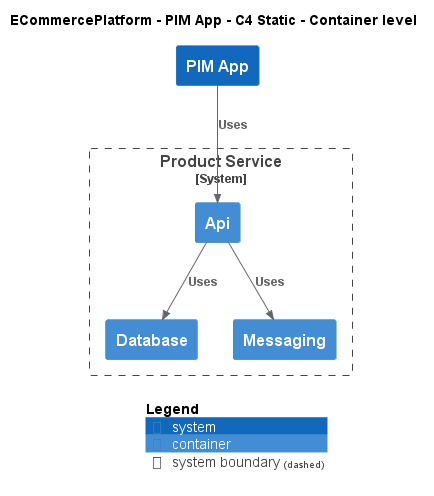 ECommercePlatform - PIM App - C4 Static - Container level
PIM App
Uses
Product Service
[System]
Api
Uses
Uses
Database
Messaging
Legend
system
container
system boundary (dashed)